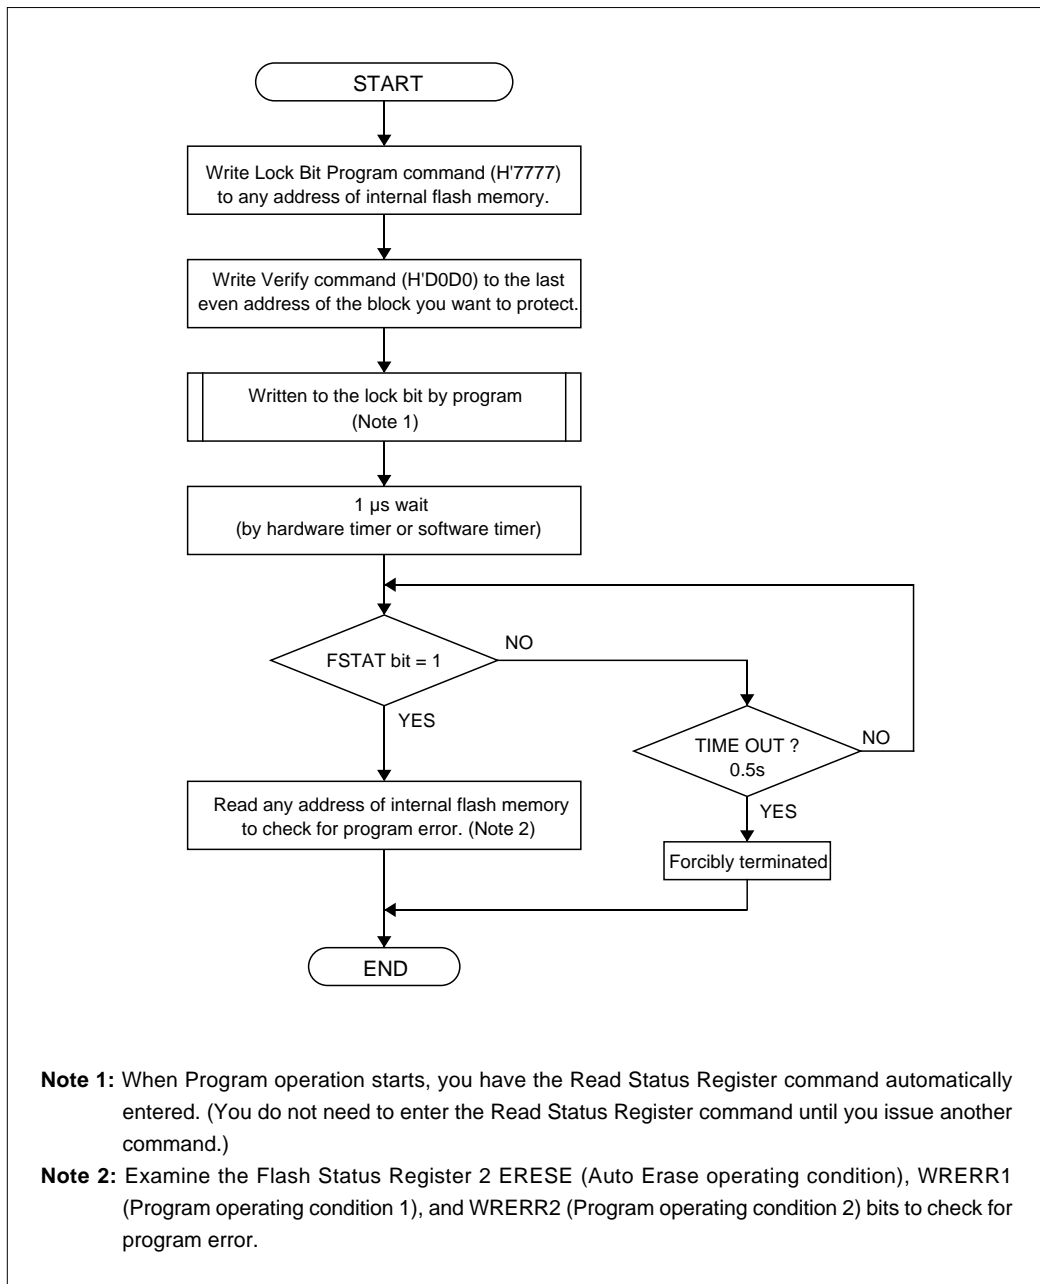 START
Write Lock Bit Program command (H'7777)
to any address of internal flash memory.
Write Verify command (H'D0D0) to the last
even address of the block you want to protect.
Written to the lock bit by program
(Note 1)
1 µs wait
(by hardware timer or software timer)
FSTAT bit = 1
NO
YES
TIME OUT ?
0.5s
NO
YES
Read any address of internal flash memory
to check for program error. (Note 2)
Forcibly terminated
END
Note 1: When Program operation starts, you have the Read Status Register command automatically
entered. (You do not need to enter the Read Status Register command until you issue another
command.)
Note 2: Examine the Flash Status Register 2 ERESE (Auto Erase operating condition), WRERR1
(Program operating condition 1), and WRERR2 (Program operating condition 2) bits to check for
program error.